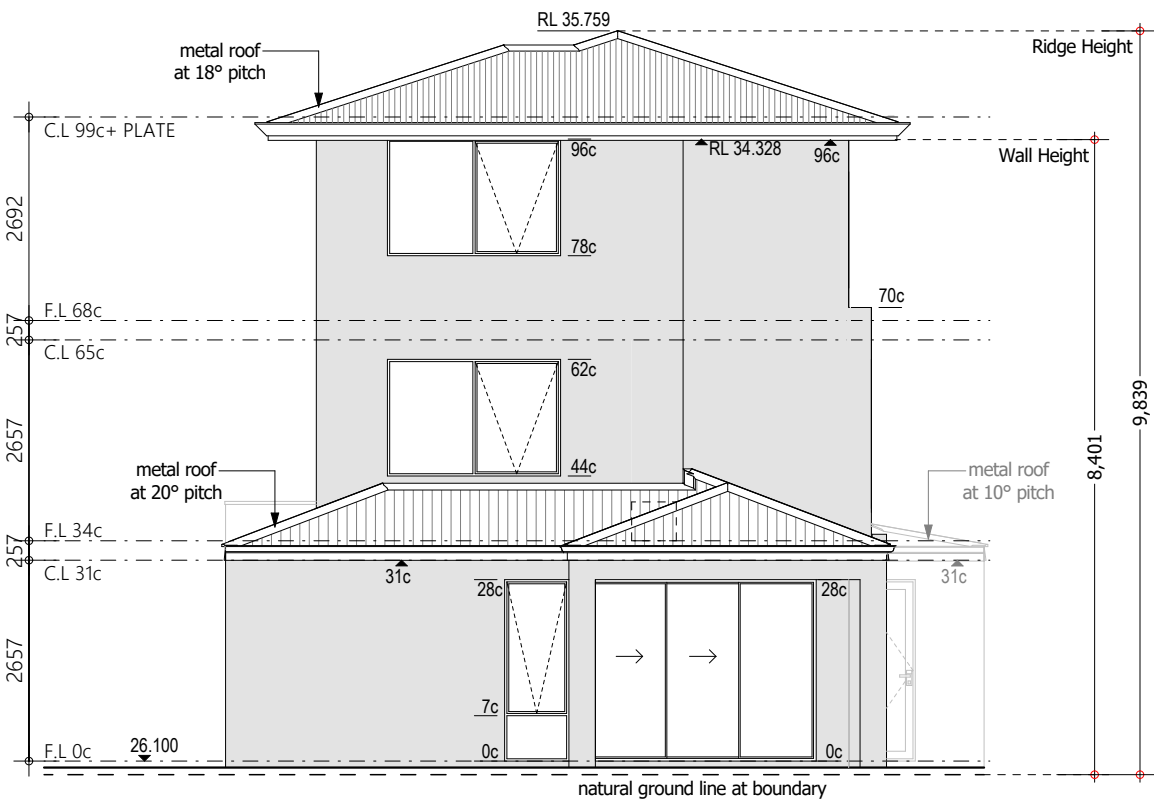 RL 35.759
Ridge Height
metal roof
at 18° pitch
C.L 99c+ PLATE
96c
RL 34.328
96c
Wall Height
2692
78c
70c
F.L 68c
257
C.L 65c
62c
9,839
8,401
2657
44c
metal roof
at 20° pitch
metal roof
at 10° pitch
F.L 34c
257
C.L 31c
31c
31c
28c
28c
2657
7c
F.L 0c
26.100
0c
0c
natural ground line at boundary